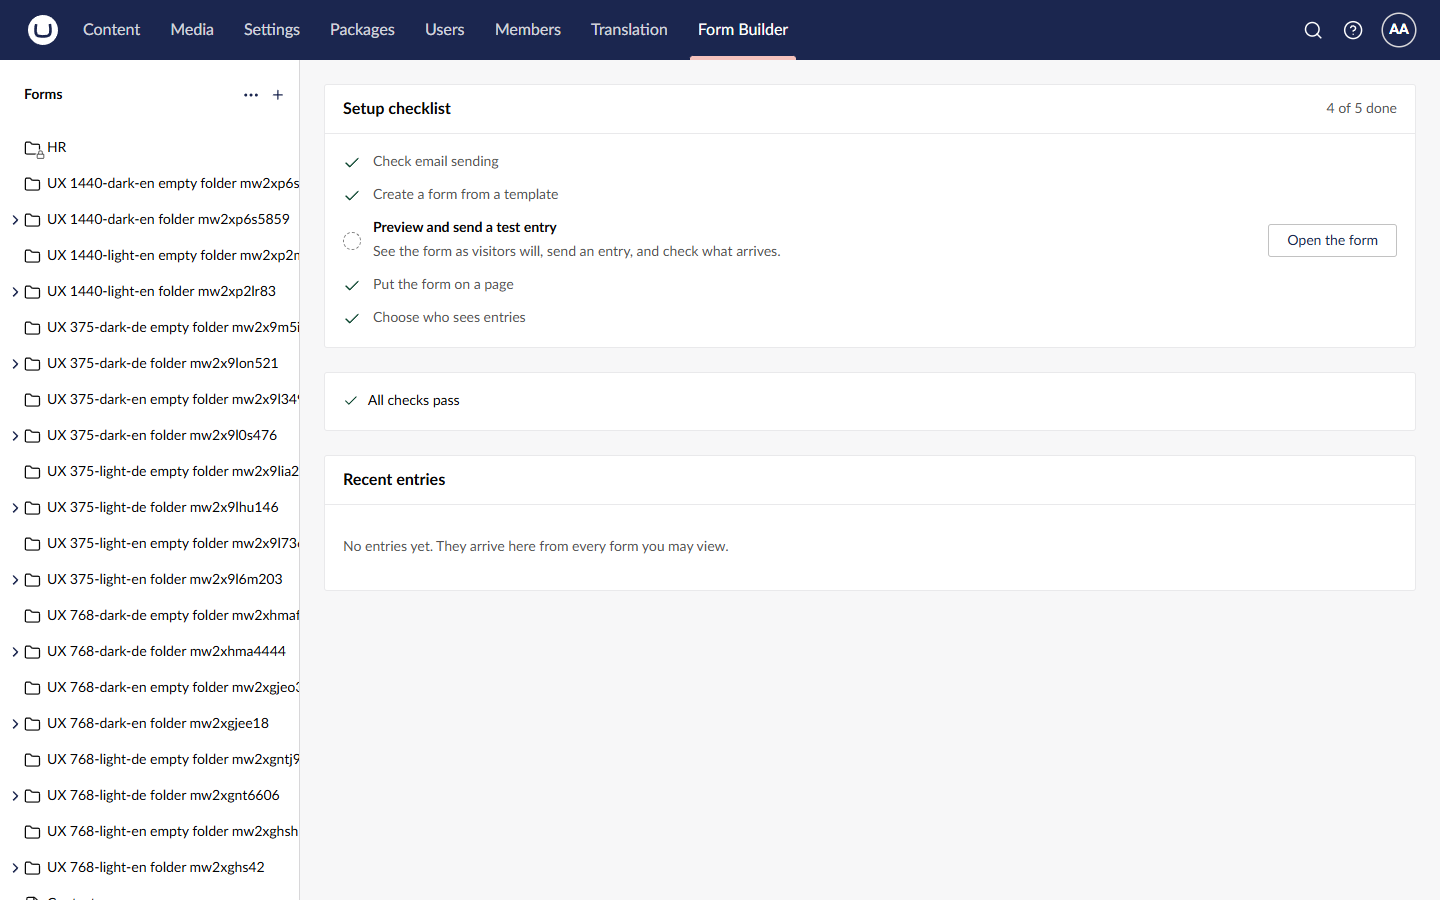 Content Media Settings Packages Users Members Translation Form Builder AA
Forms
HR
UX 1440-dark-en empty folder mw2xp6s
UX 1440-dark-en folder mw2xp6s5859
UX 1440-light-en empty folder mw2xp2
UX 1440-light-en folder mw2xp2lr83
UX 375-dark-de empty folder mw2x9m5i
UX 375-dark-de folder mw2x9lon521
UX 375-dark-en empty folder mw2x9l34
UX 375-dark-en folder mw2x9l0s476
UX 375-light-de empty folder mw2x9lia2
UX 375-light-de folder mw2x9lhu146
UX 375-light-en empty folder mw2x9l73
UX 375-light-en folder mw2x9l6m203
UX 768-dark-de empty folder mw2xhmaf
UX 768-dark-de folder mw2xhma4444
UX 768-dark-en empty folder mw2xgjeo3
UX 768-dark-en folder mw2xgjee18
UX 768-light-de empty folder mw2xgntj9
UX 768-light-de folder mw2xgnt6606
UX 768-light-en empty folder mw2xghsh
UX 768-light-en folder mw2xghs42
Setup checklist
4 of 5 done
Check email sending
Create a form from a template
Preview and send a test entry
See the form as visitors will, send an entry, and check what arrives.
Open the form
Put the form on a page
Choose who sees entries
All checks pass
Recent entries
No entries yet. They arrive here from every form you may view.